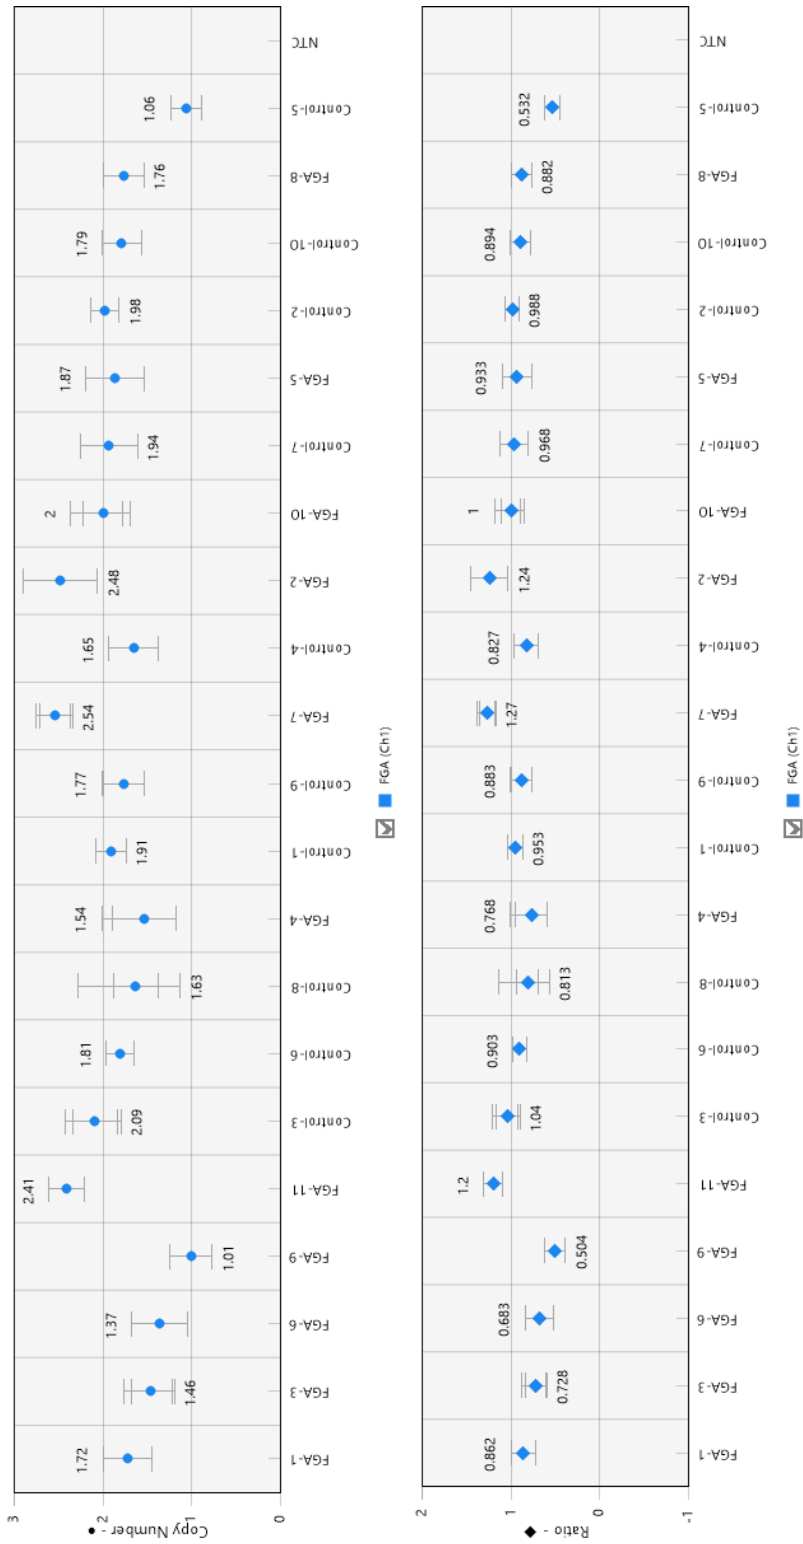 3
2
1
0
Copy Number - ●
1.72 1.46 1.37 1.01 2.41 2.09 1.81 1.63 1.54 1.91 1.77 2.54 1.65 2.48 2 1.94 1.87 1.98 1.79 1.76 1.06
FGA-1 FGA-3 FGA-6 FGA-9 FGA-11 Control-3 Control-6 Control-8 FGA-4 Control-1 Control-9 FGA-7 Control-4 FGA-2 FGA-10 Control-7 FGA-5 Control-2 Control-10 FGA-8 Control-5 NTC
FGA (Ch1)
2
1
0
-1
Ratio - ◆
0.862 0.728 0.683 0.504 1.2 1.04 0.903 0.813 0.768 0.953 0.883 1.27 0.827 1.24 1 0.968 0.933 0.988 0.894 0.882 0.532
FGA-1 FGA-3 FGA-6 FGA-9 FGA-11 Control-3 Control-6 Control-8 FGA-4 Control-1 Control-9 FGA-7 Control-4 FGA-2 FGA-10 Control-7 FGA-5 Control-2 Control-10 FGA-8 Control-5 NTC
FGA (Ch1)